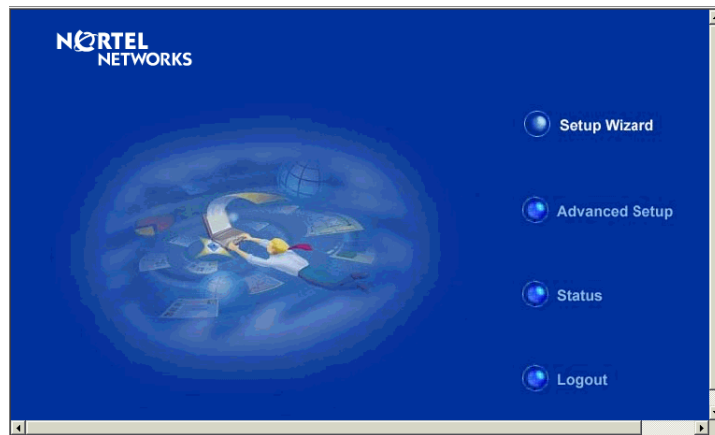 NORTEL
NETWORKS
Setup Wizard
Advanced Setup
Status
Logout